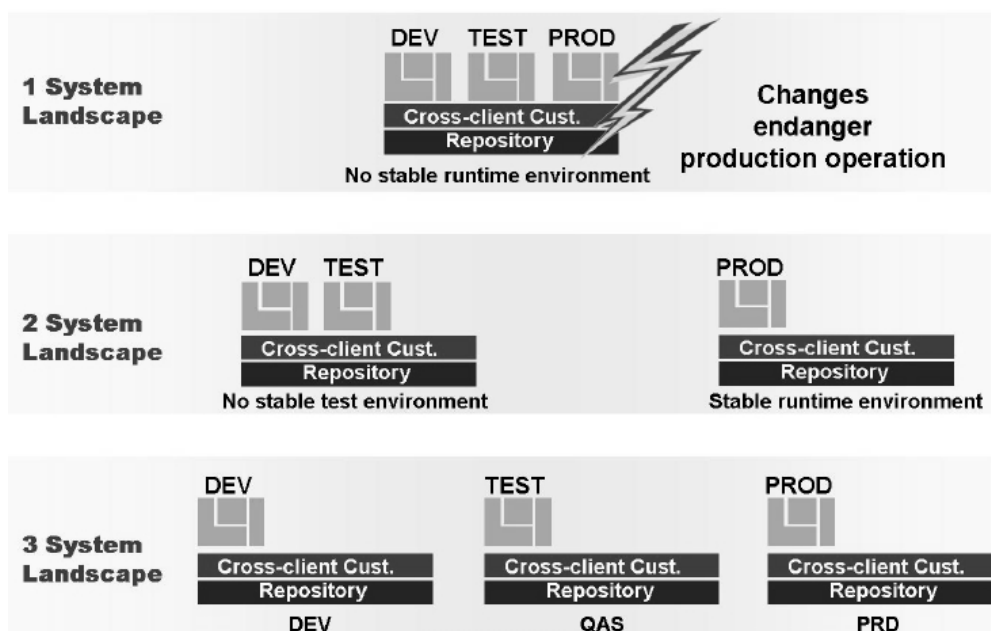 DEV TEST PROD
1 System
Landscape
Cross-client Cust.
Repository
No stable runtime environment
Changes
endanger
production operation
DEV TEST
PROD
2 System
Landscape
Cross-client Cust.
Repository
No stable test environment
Cross-client Cust.
Repository
Stable runtime environment
DEV
TEST
PROD
3 System
Landscape
Cross-client Cust.
Repository
DEV
Cross-client Cust.
Repository
QAS
Cross-client Cust.
Repository
PRD